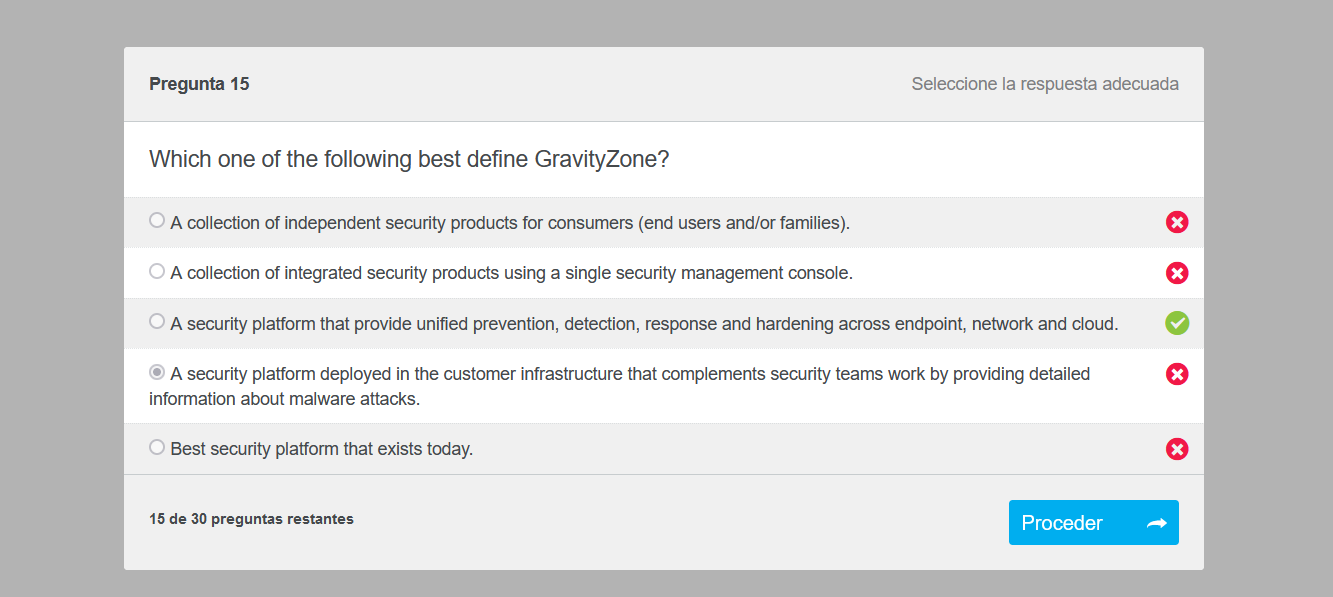 Pregunta 15
Seleccione la respuesta adecuada
Which one of the following best define GravityZone?
A collection of independent security products for consumers (end users and/or families).
A collection of integrated security products using a single security management console.
A security platform that provide unified prevention, detection, response and hardening across endpoint, network and cloud.
A security platform deployed in the customer infrastructure that complements security teams work by providing detailed
information about malware attacks.
Best security platform that exists today.
15 de 30 preguntas restantes
Proceder